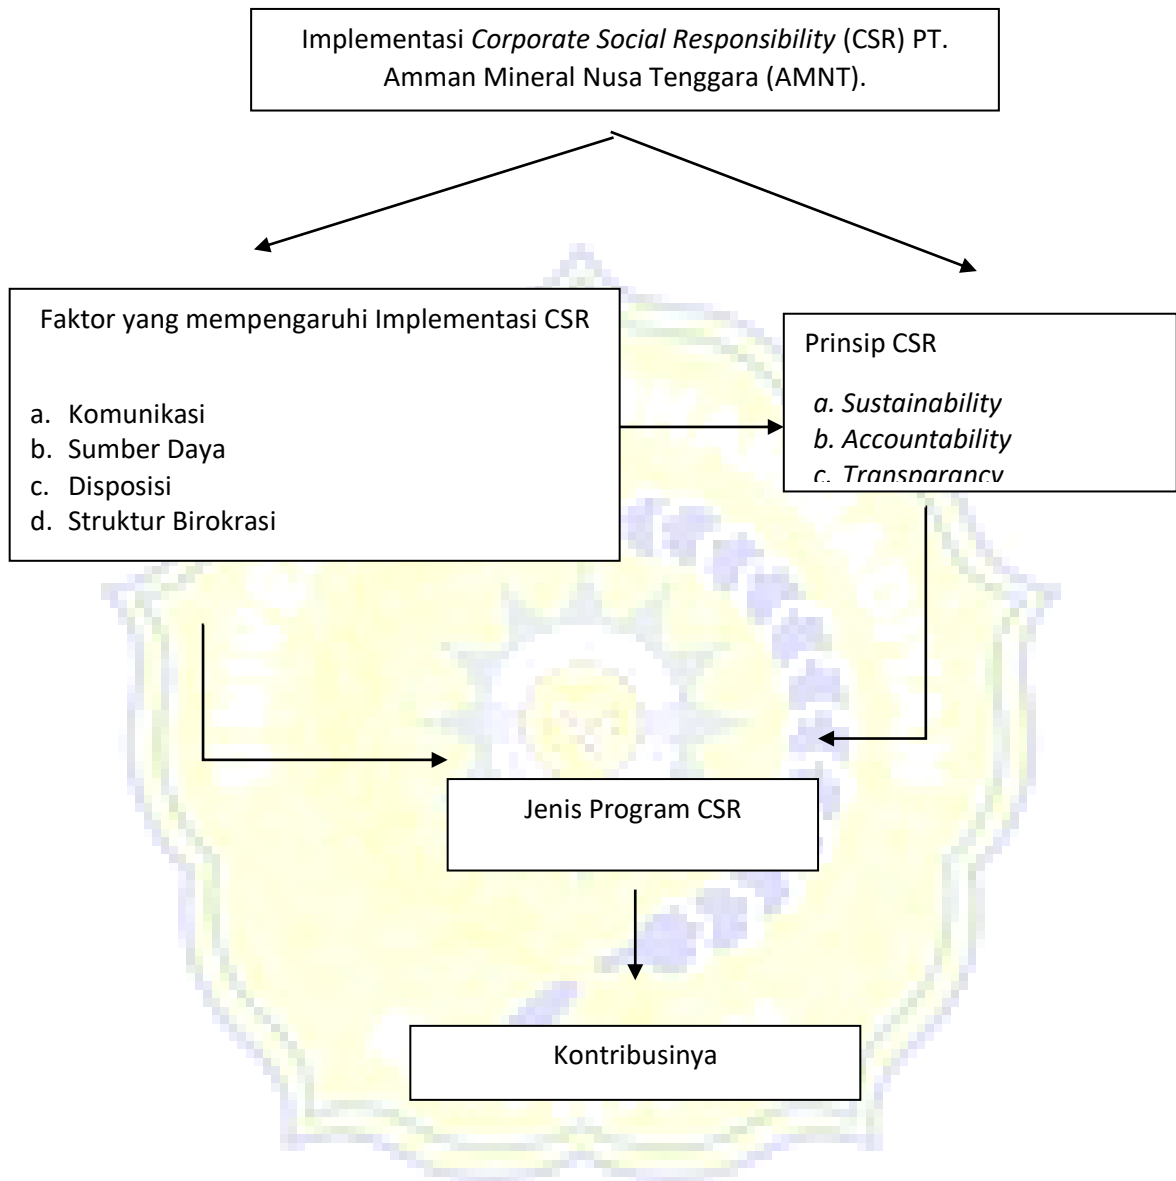 Implementasi Corporate Social Responsibility (CSR) PT.
Amman Mineral Nusa Tenggara (AMNT).
Faktor yang mempengaruhi Implementasi CSR
a. Komunikasi
b. Sumber Daya
c. Disposisi
d. Struktur Birokrasi
Prinsip CSR
a. Sustainability
b. Accountability
c. Transparancy
Jenis Program CSR
Kontribusinya